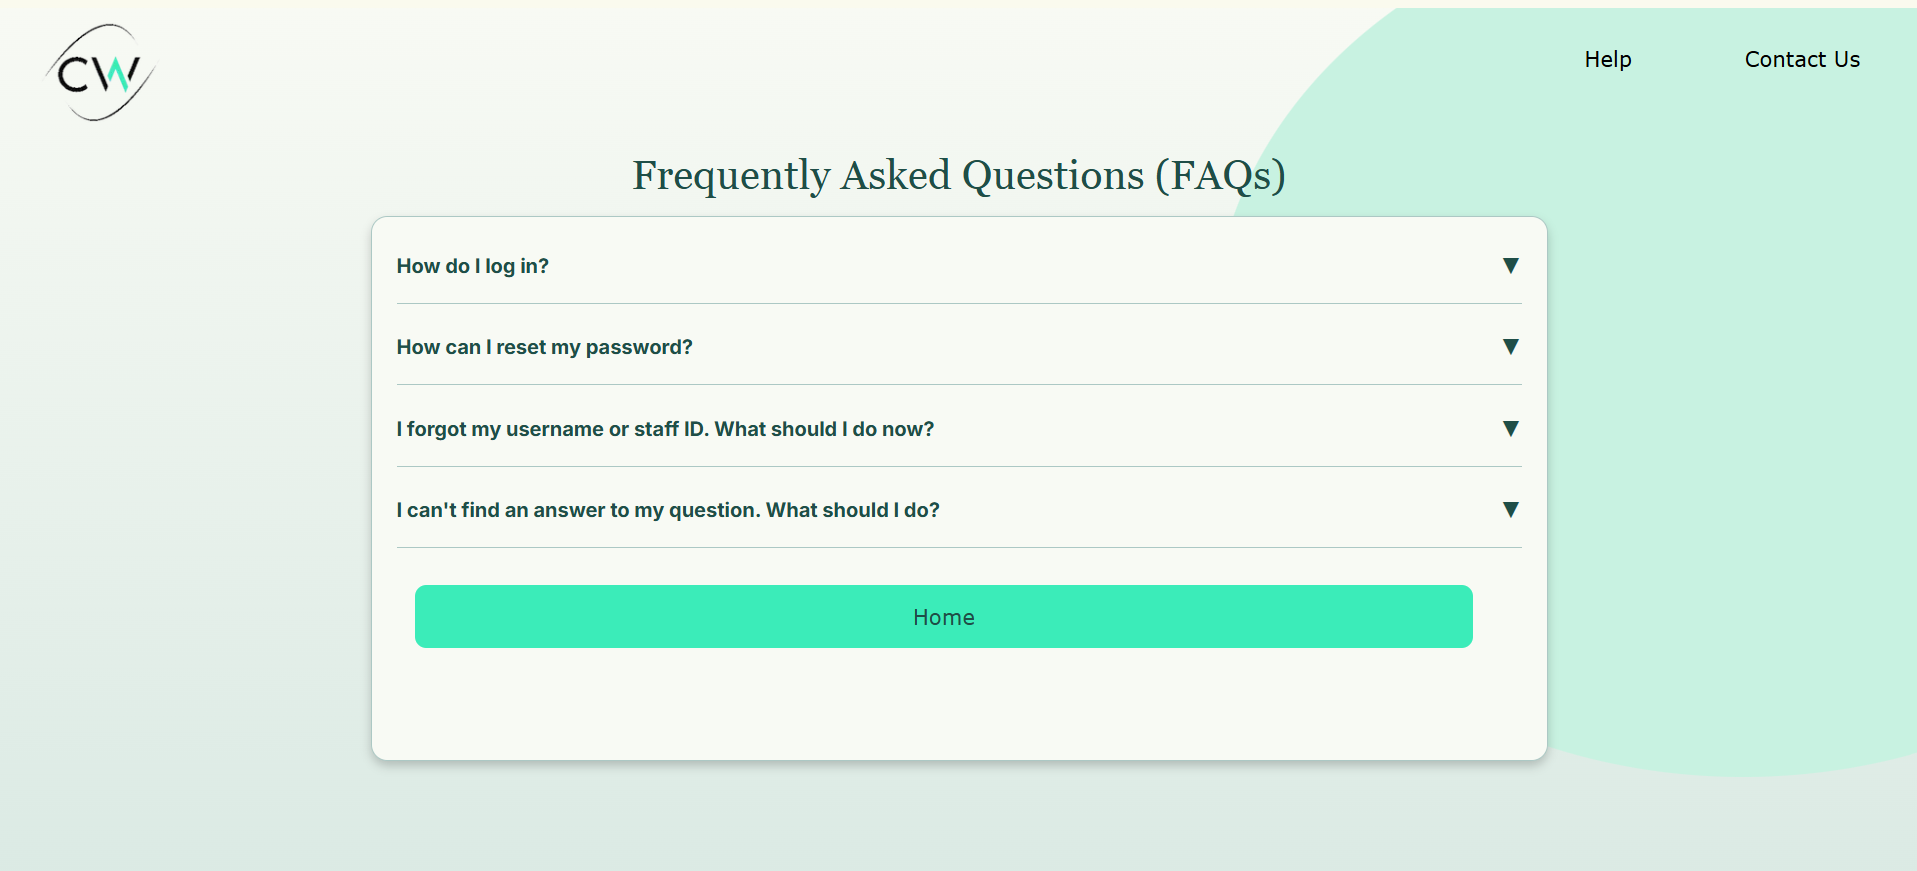 CW
Help
Contact Us
Frequently Asked Questions (FAQs)
How do I log in?
How can I reset my password?
I forgot my username or staff ID. What should I do now?
I can't find an answer to my question. What should I do?
Home